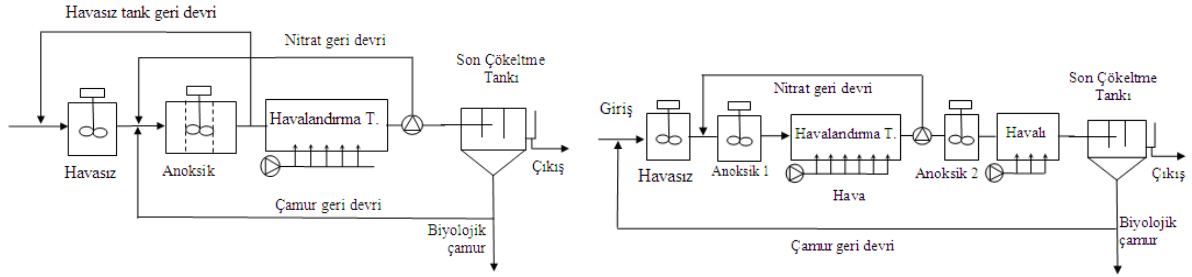 Havasız tank geri devri
Nitrat geri devri
Son Çökeltme
Tankı
Havalandırma T.
Havasız
Anoksik
Çıkış
Çamur geri devri
Biyolojik
çamur
Son Çökeltme
Tankı
Nitrat geri devri
Giriş
Havalandırma T.
Havalı
Havasız
Anoksik 1
Anoksik 2
Çıkış
Hava
Biyolojik
çamur
Çamur geri devri